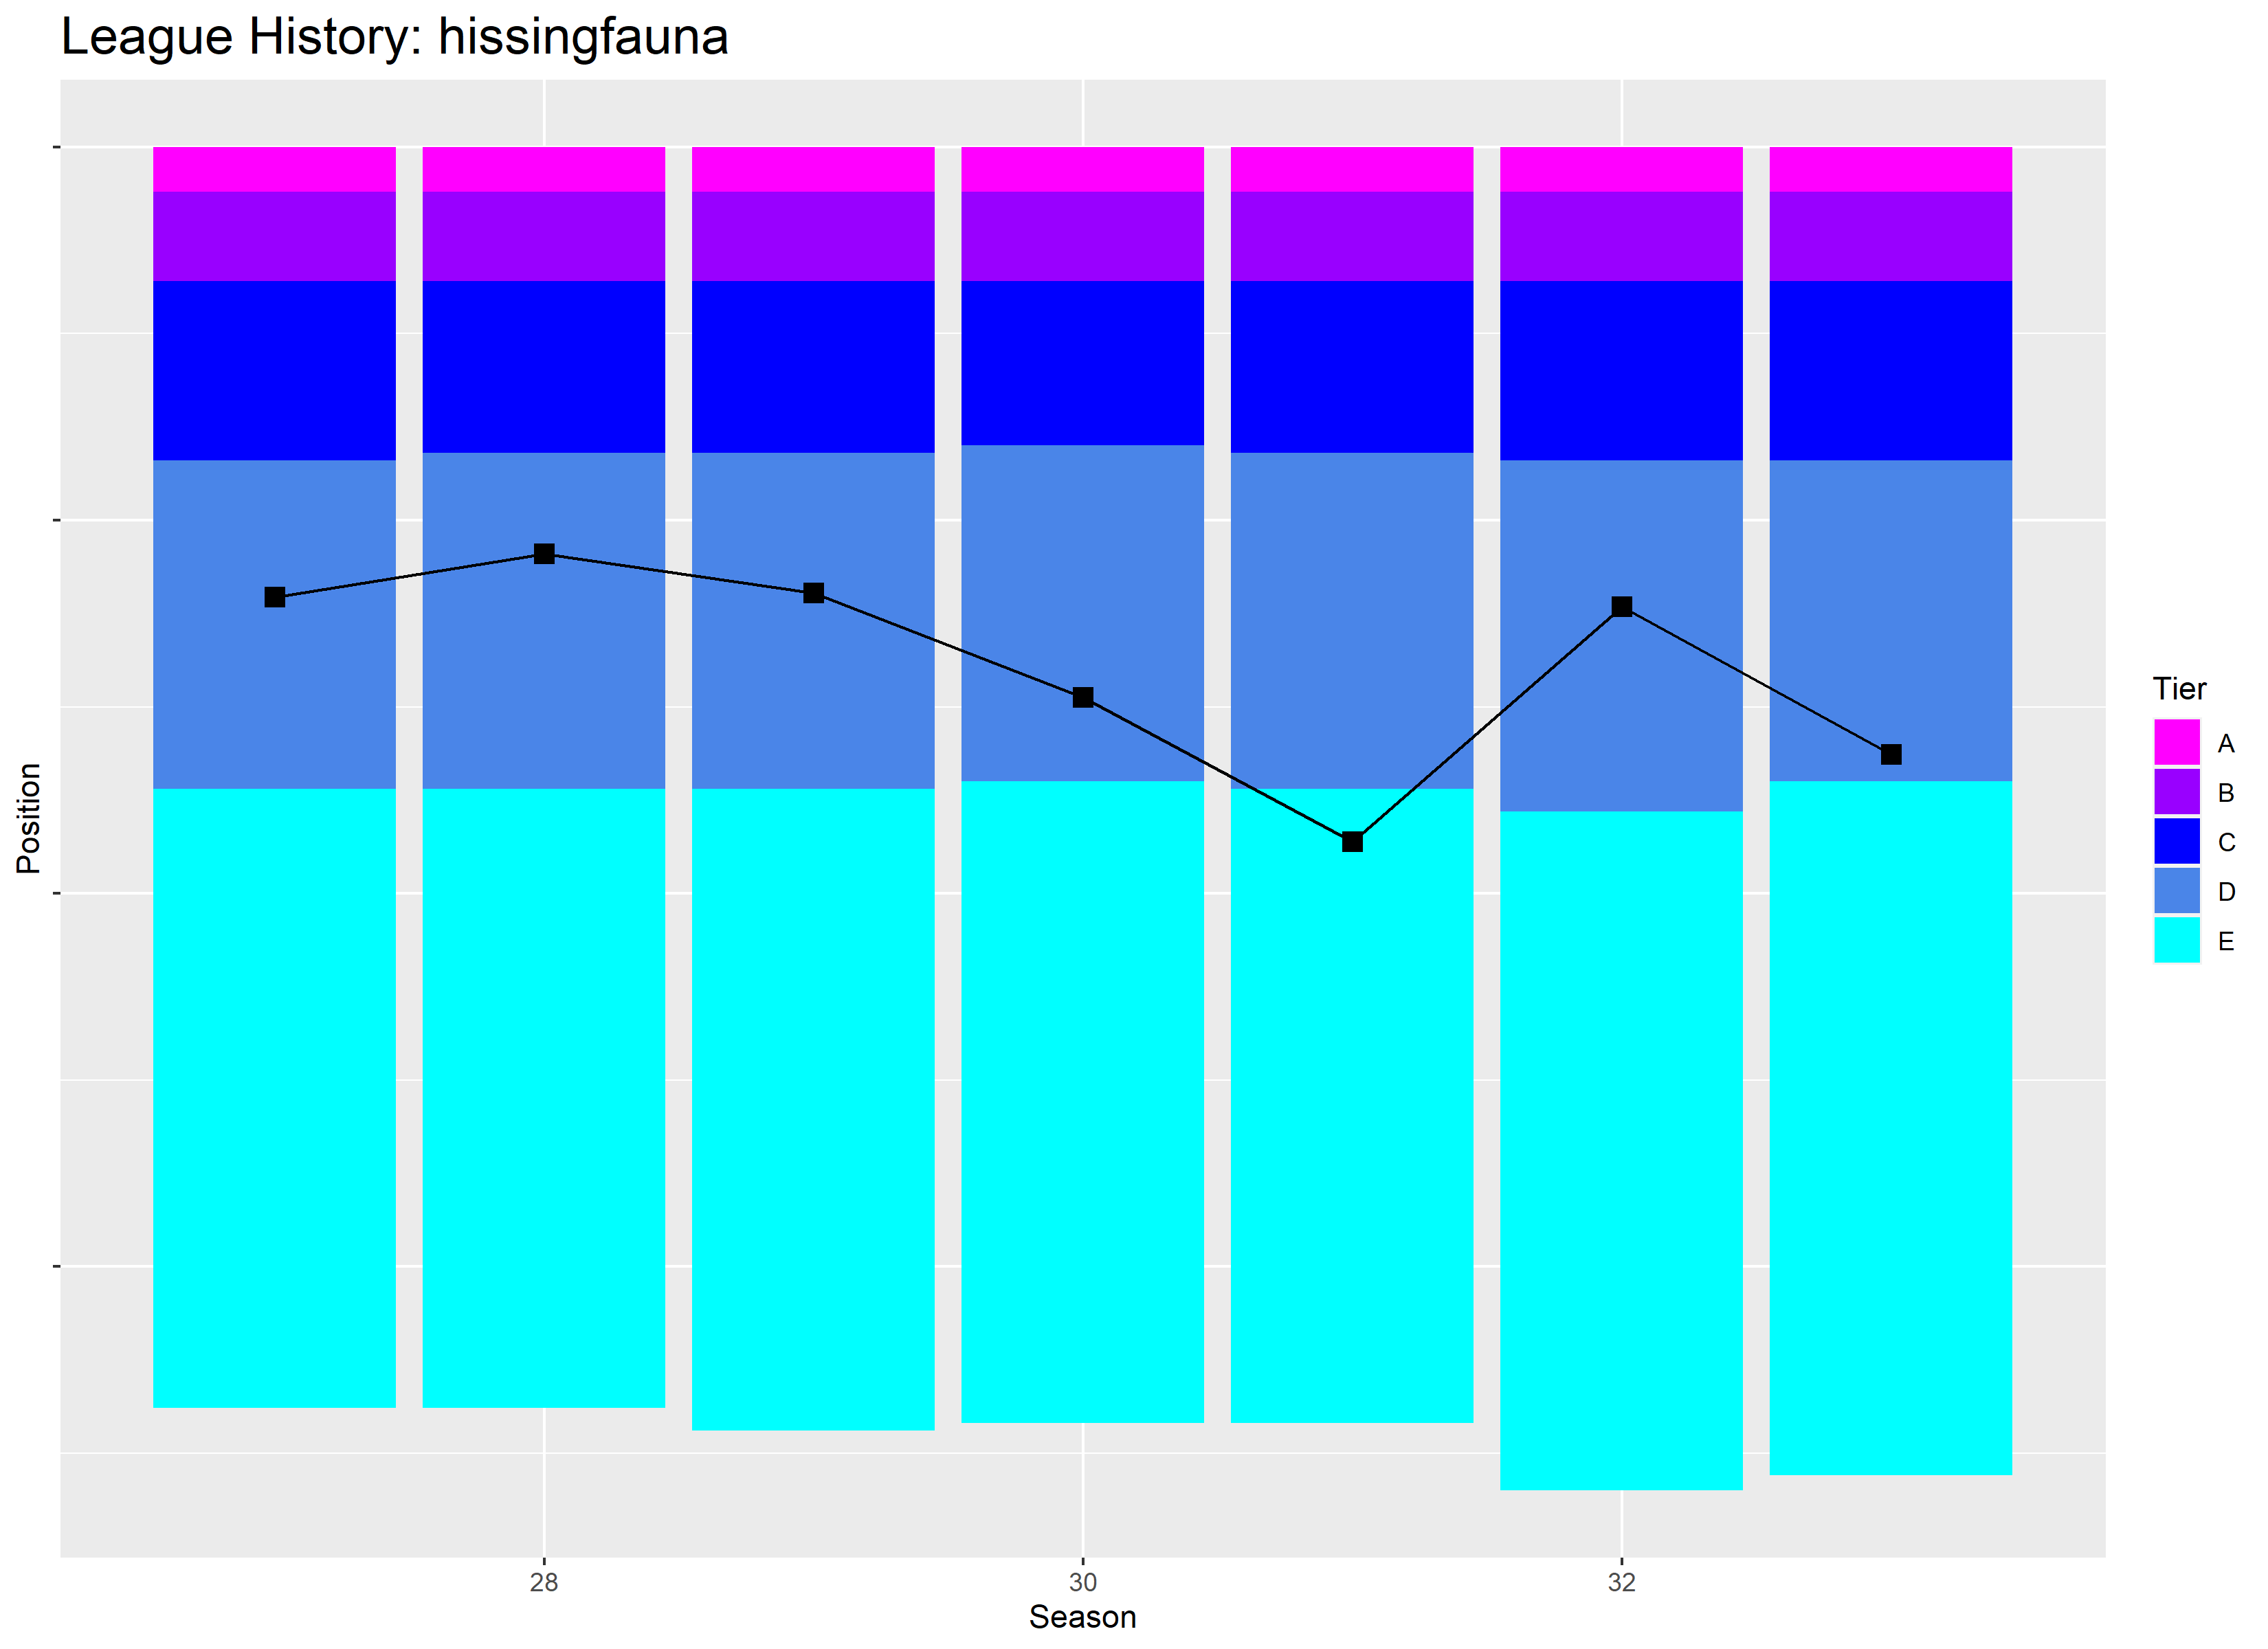 League History: hissingfauna
Position
Tier
A
B
C
D
E
28
30
32
Season